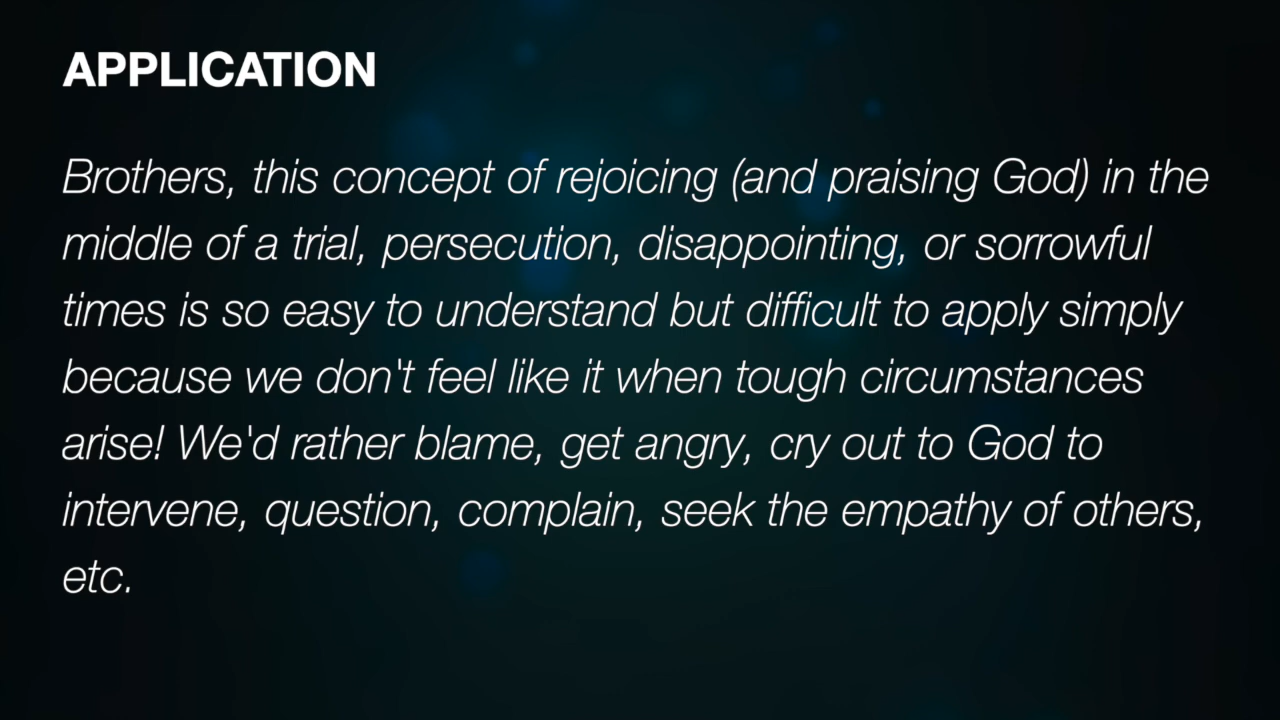 APPLICATION
Brothers, this concept of rejoicing (and praising God) in the
middle of a trial, persecution, disappointing, or sorrowful
times is so easy to understand but difficult to apply simply
because we don't feel like it when tough circumstances
arise! We'd rather blame, get angry, cry out to God to
intervene, question, complain, seek the empathy of others,
etc.